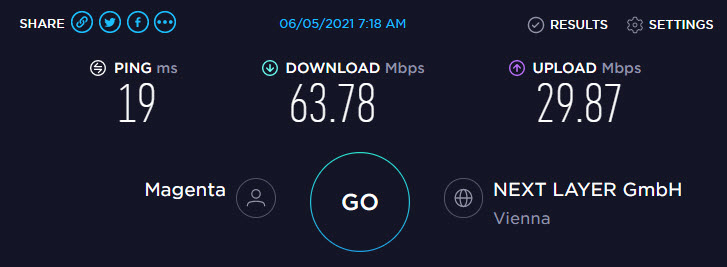 SHARE 06/05/2021 7:18 AM RESULTS SETTINGS
PING ms DOWNLOAD Mbps UPLOAD Mbps
19 63.78 29.87
Magenta GO NEXT LAYER GmbH
Vienna